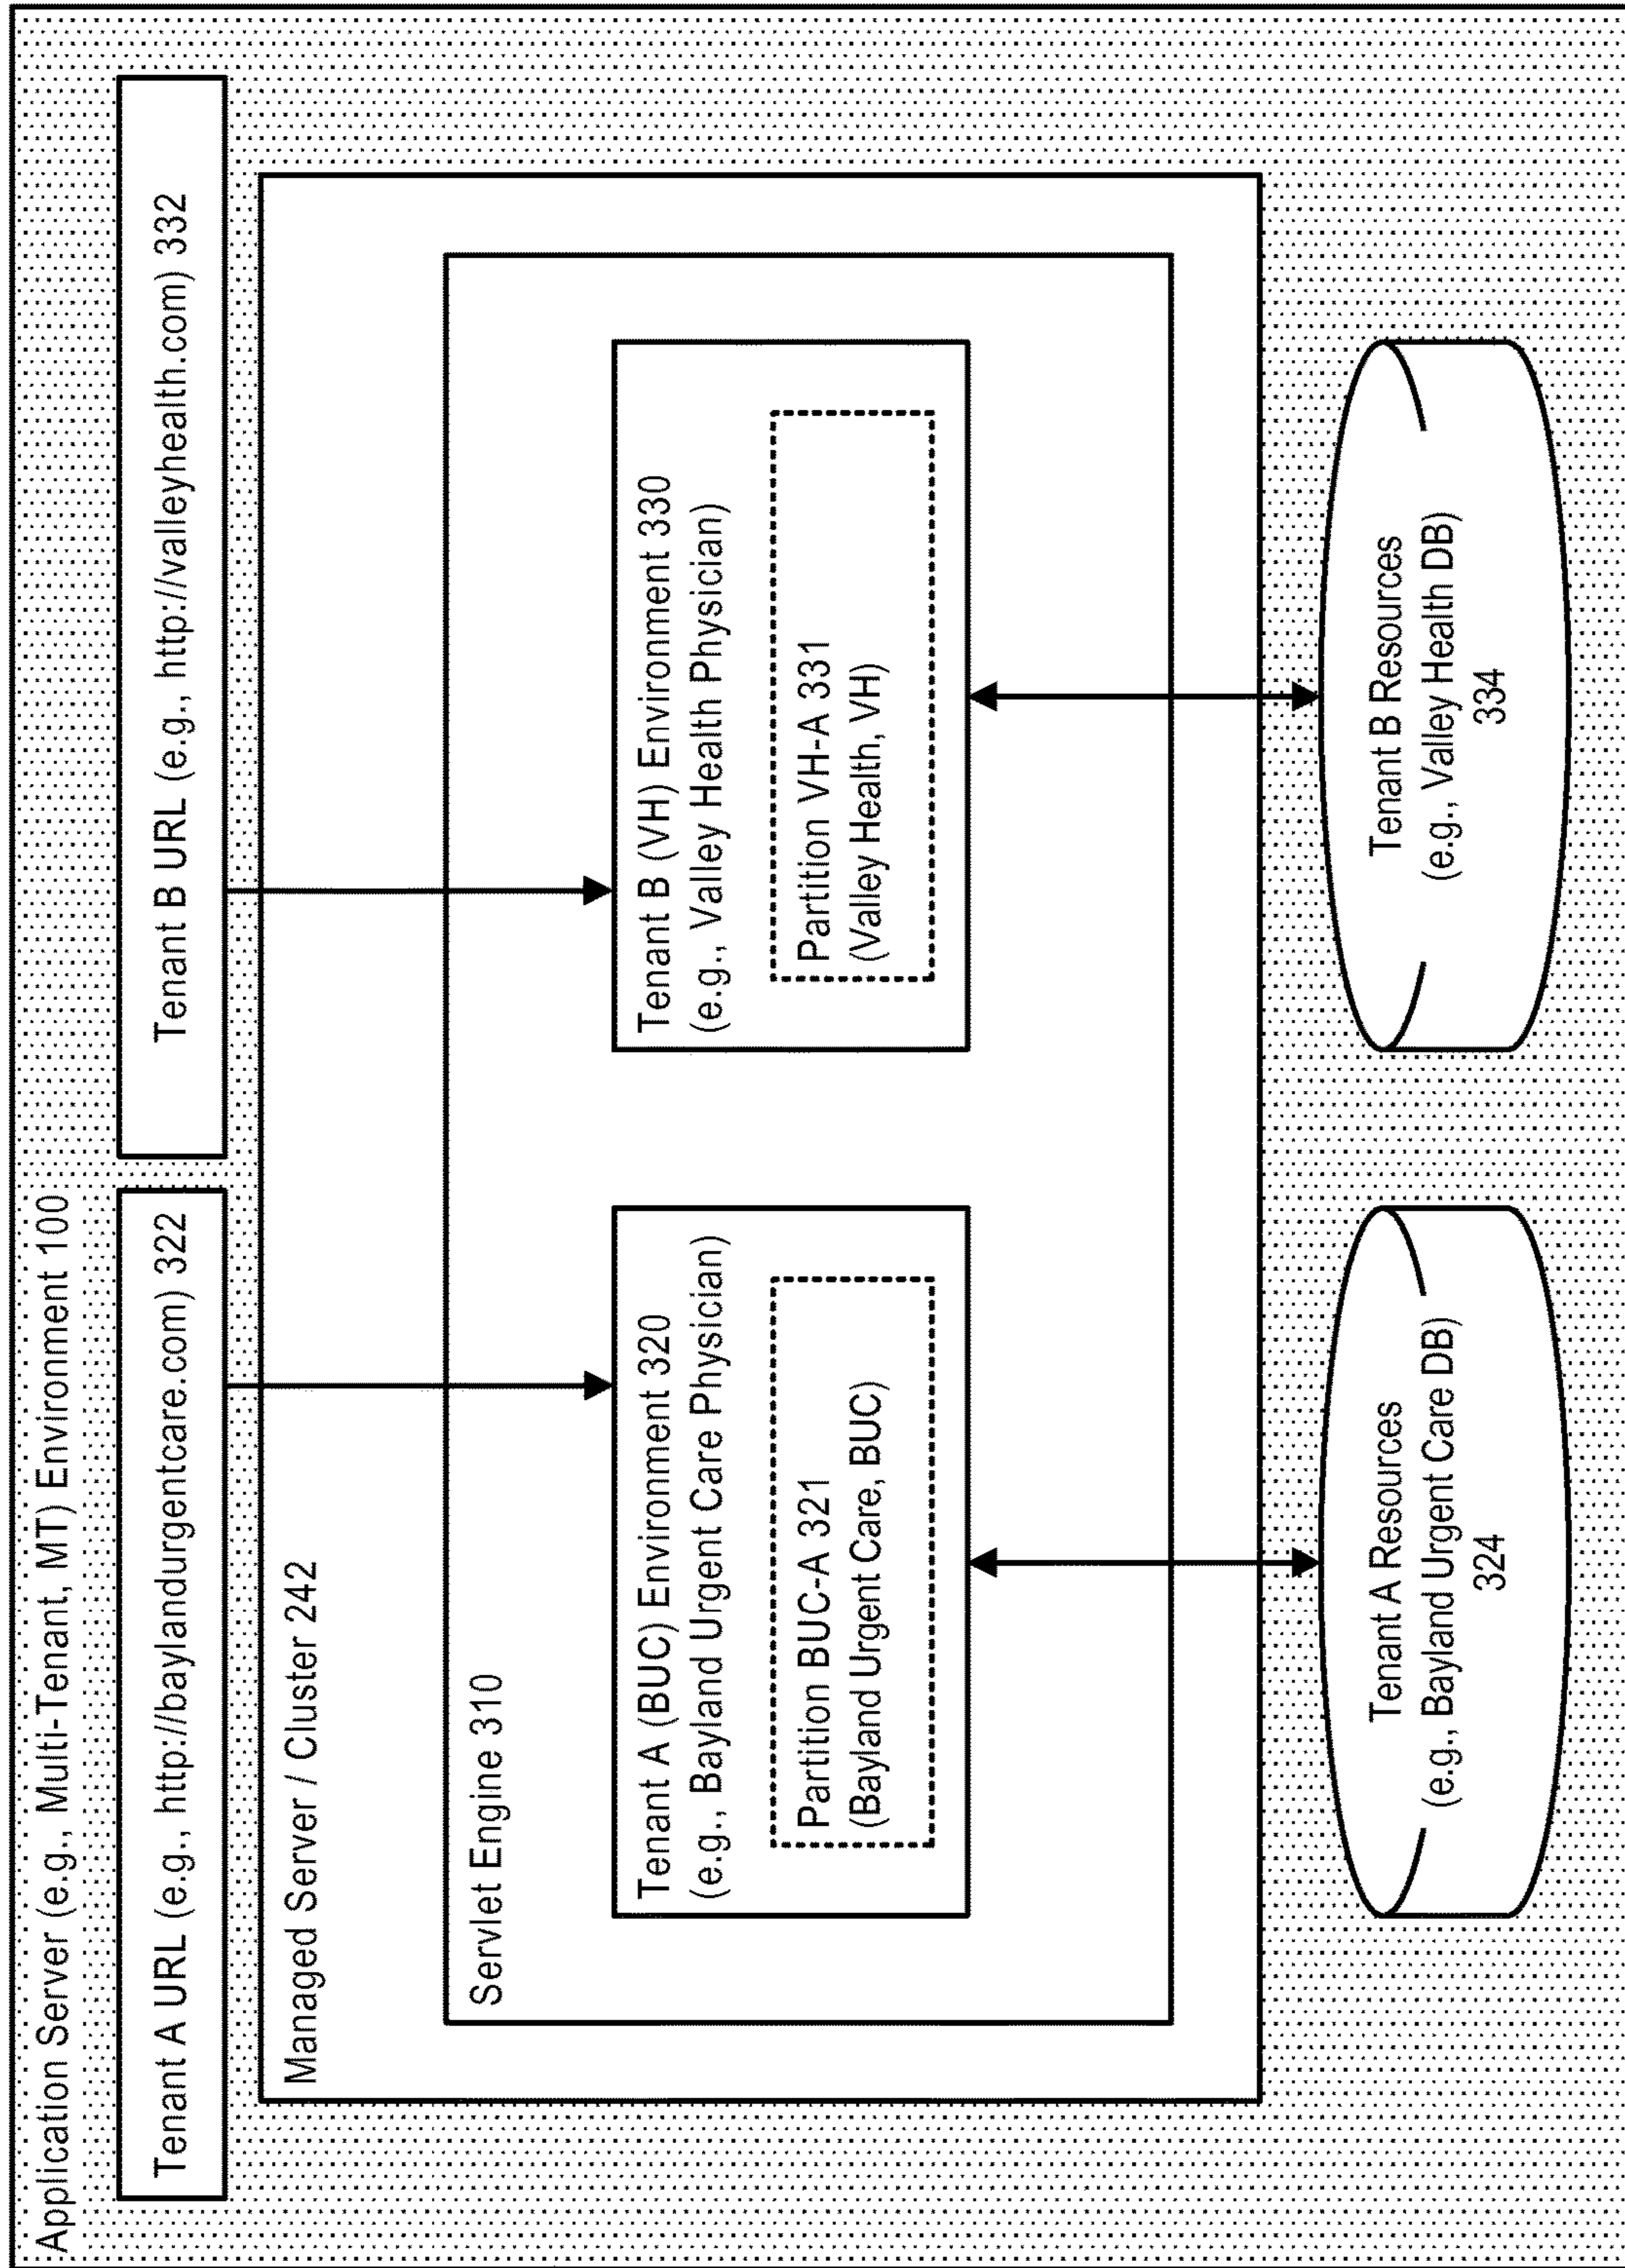 Application Server (e.g., Multi-Tenant, MT) Environment 100
Tenant A URL (e.g., http://baylandurgentcare.com) 322
Tenant B URL (e.g., http://valleyhealth.com) 332
Managed Server / Cluster 242
Servlet Engine 310
Tenant A (BUC) Environment 320
(e.g., Bayland Urgent Care Physician)
Partition BUC-A 321
(Bayland Urgent Care, BUC)
Tenant B (VH) Environment 330
(e.g., Valley Health Physician)
Partition VH-A 331
(Valley Health, VH)
Tenant A Resources
(e.g., Bayland Urgent Care DB)
324
Tenant B Resources
(e.g., Valley Health DB)
334